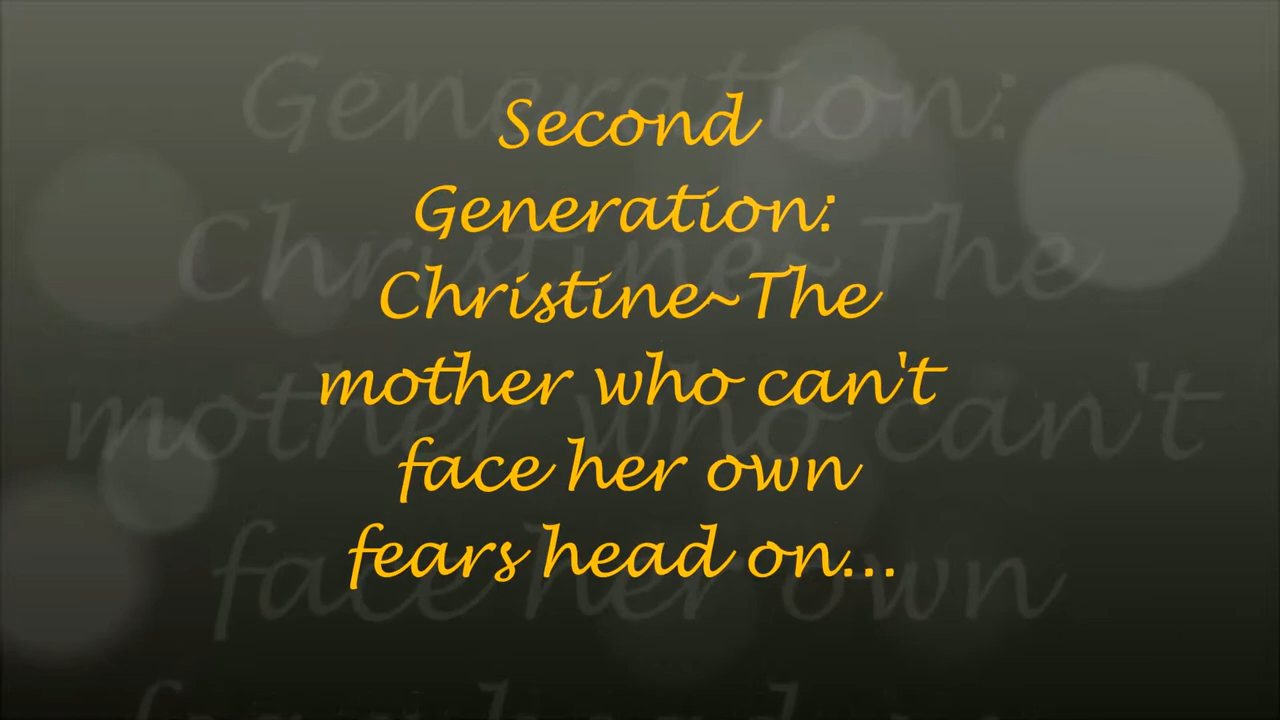 Second
Generation:
Christine~The
mother who can't
face her own
fears head on...